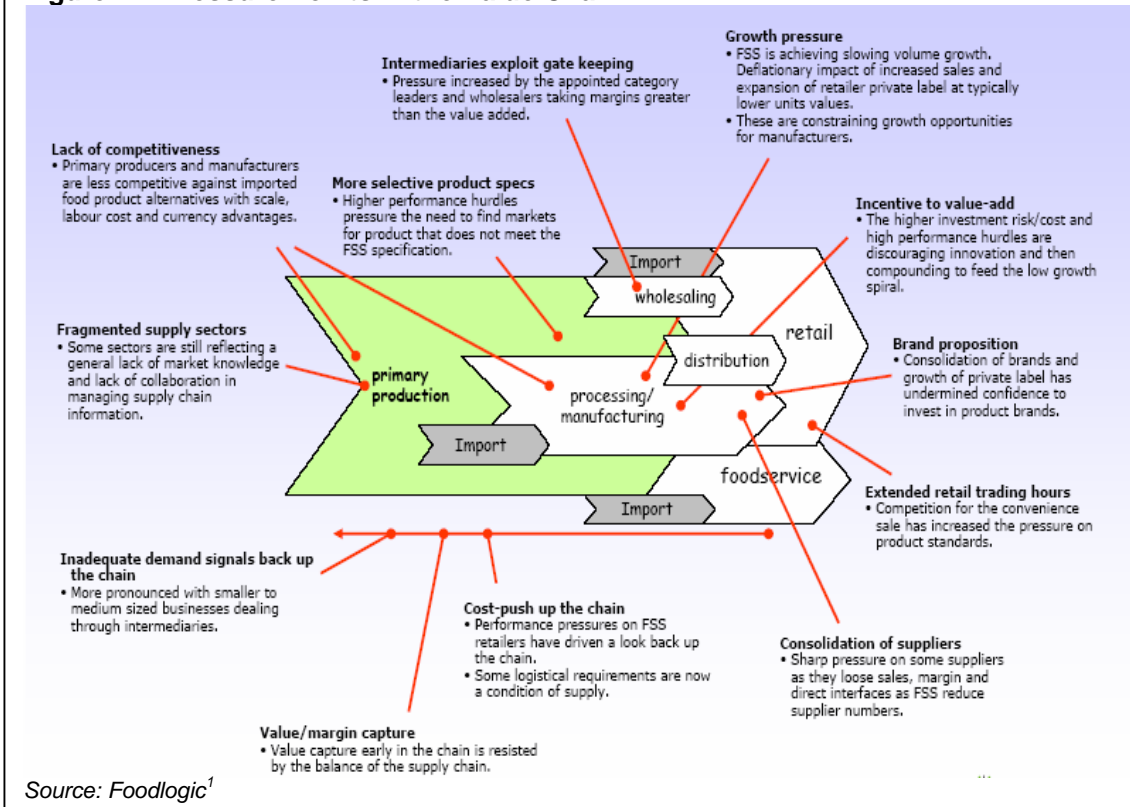 Growth pressure
• FSS is achieving slowing volume growth.
Deflationary impact of increased sales and
expansion of retailer private label at typically
lower units values.
• These are constraining growth opportunities
for manufacturers.
Intermediaries exploit gate keeping
• Pressure increased by the appointed category
leaders and wholesalers taking margins greater
than the value added.
Lack of competitiveness
• Primary producers and manufacturers
are less competitive against imported
food product alternatives with scale,
labour cost and currency advantages.
More selective product specs
• Higher performance hurdles
pressure the need to find markets
for product that does not meet the
FSS specification.
Incentive to value-add
• The higher investment risk/cost and
high performance hurdles are
discouraging innovation and then
compounding to feed the low growth
spiral.
Import
wholesaling
retail
distribution
Fragmented supply sectors
• Some sectors are still reflecting a
general lack of market knowledge
and lack of collaboration in
managing supply chain
information.
primary
production
processing/
manufacturing
Brand proposition
• Consolidation of brands and
growth of private label has
undermined confidence to
invest in product brands.
Import
foodservice
Import
Extended retail trading hours
• Competition for the convenience
sale has increased the pressure on
product standards.
Inadequate demand signals back up
the chain
• More pronounced with smaller to
medium sized businesses dealing
through intermediaries.
Cost-push up the chain
• Performance pressures on FSS
retailers have driven a look back up
the chain.
• Some logistical requirements are now
a condition of supply.
Consolidation of suppliers
• Sharp pressure on some suppliers
as they loose sales, margin and
direct interfaces as FSS reduce
supplier numbers.
Value/margin capture
• Value capture early in the chain is resisted
by the balance of the supply chain.
Source: Foodlogic¹